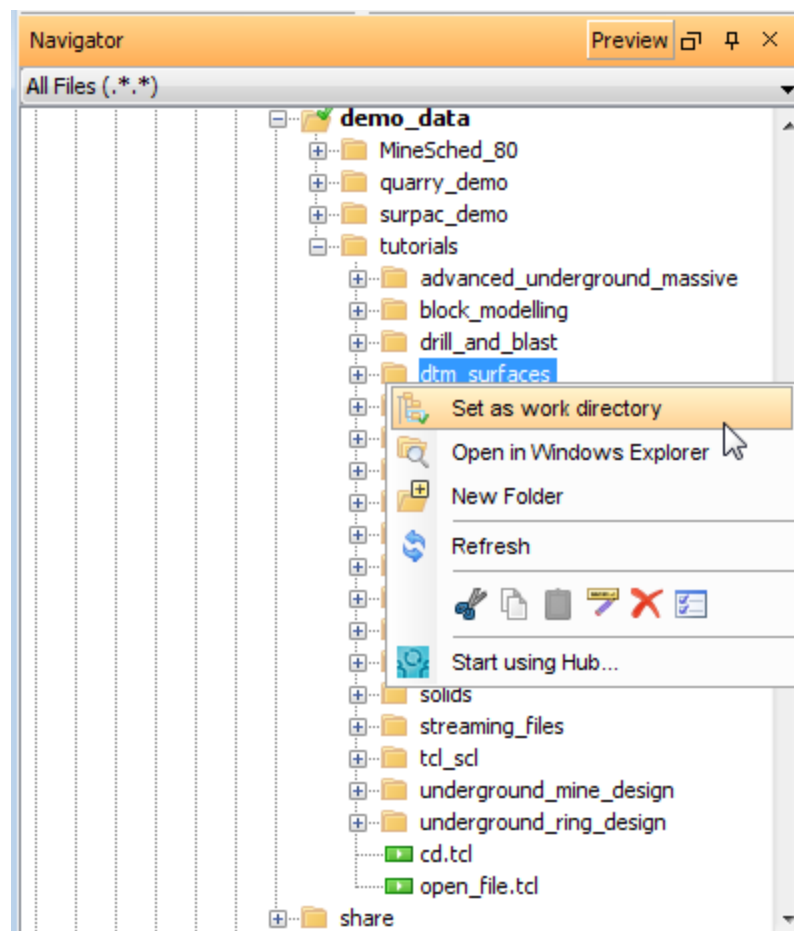 Navigator Preview
All Files (.*.*)
demo_data
MineSched_80
quarry_demo
surpac_demo
tutorials
advanced_underground_massive
block_modelling
drill_and_blast
dtm_surfaces
Set as work directory
Open in Windows Explorer
New Folder
Refresh
Start using Hub...
solids
streaming_files
tcl_scl
underground_mine_design
underground_ring_design
cd.tcl
open_file.tcl
share